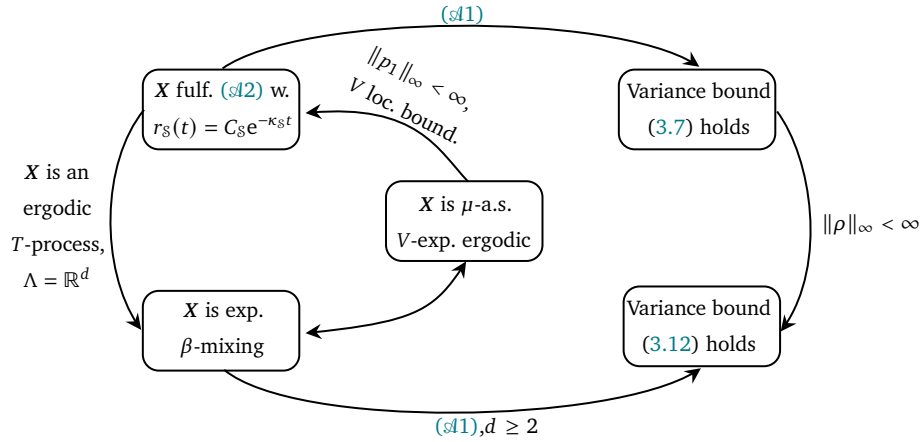 (𝒜1)
X fulf. (𝒜2) w.
r_𝕊(t) = C_𝕊e^{−κ_𝕊t}
‖p₁‖_∞ < ∞,
V loc. bound.
Variance bound
(3.7) holds
X is an
ergodic
T-process,
Λ = ℝ^d
X is μ-a.s.
V-exp. ergodic
‖ρ‖_∞ < ∞
X is exp.
β-mixing
Variance bound
(3.12) holds
(𝒜1),d ≥ 2